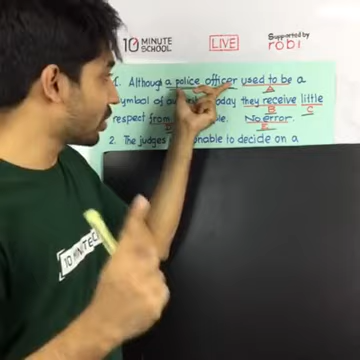 10 MINUTE SCHOOL
LIVE
Supported by
robi
1. Although a police officer used to be a
A
symbol of today they receive little
B C
respect from No error.
D E
2. The judges to decide on a
10 MINUTE